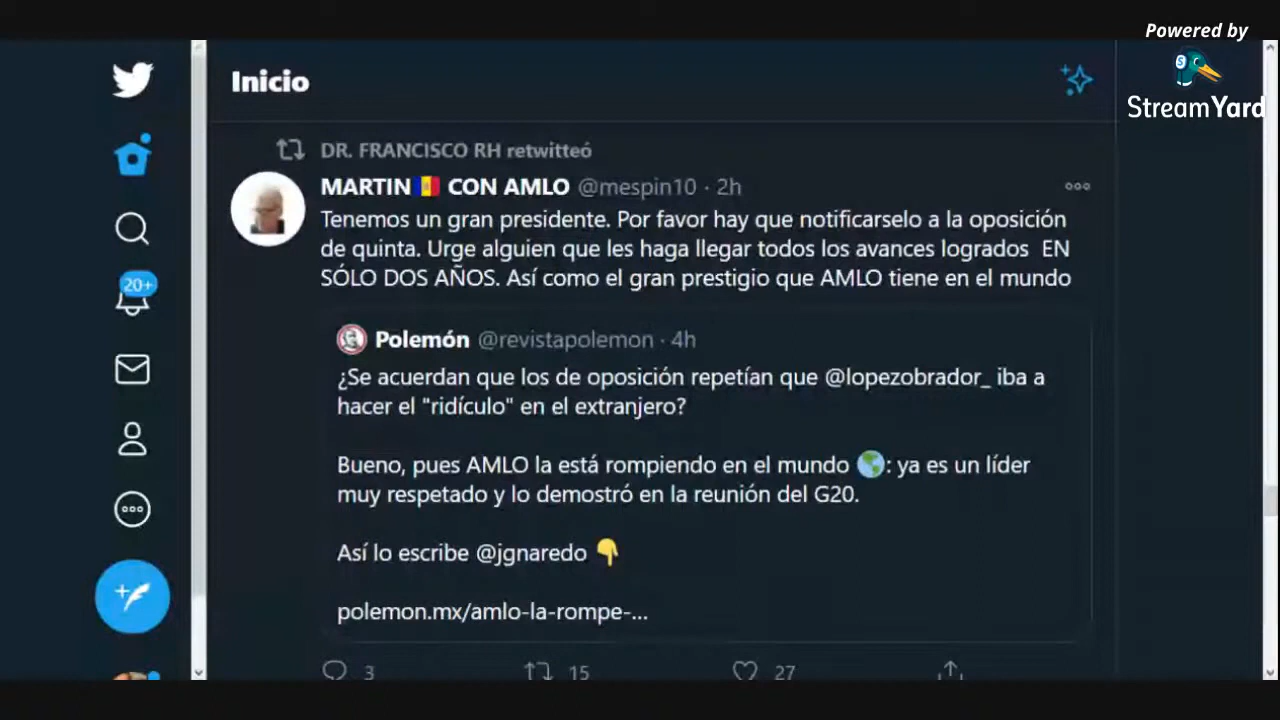 Powered by
StreamYard
Inicio
DR. FRANCISCO RH retwitteó
MARTIN CON AMLO @mespin10 · 2h
Tenemos un gran presidente. Por favor hay que notificarselo a la oposición
de quinta. Urge alguien que les haga llegar todos los avances logrados EN
SÓLO DOS AÑOS. Así como el gran prestigio que AMLO tiene en el mundo
20+
Polemón @revistapolemon · 4h
¿Se acuerdan que los de oposición repetían que @lopezobrador_ iba a
hacer el "ridículo" en el extranjero?
Bueno, pues AMLO la está rompiendo en el mundo 🌎: ya es un líder
muy respetado y lo demostró en la reunión del G20.
Así lo escribe @jgnaredo 👇
polemon.mx/amlo-la-rompe-...
3 15 27